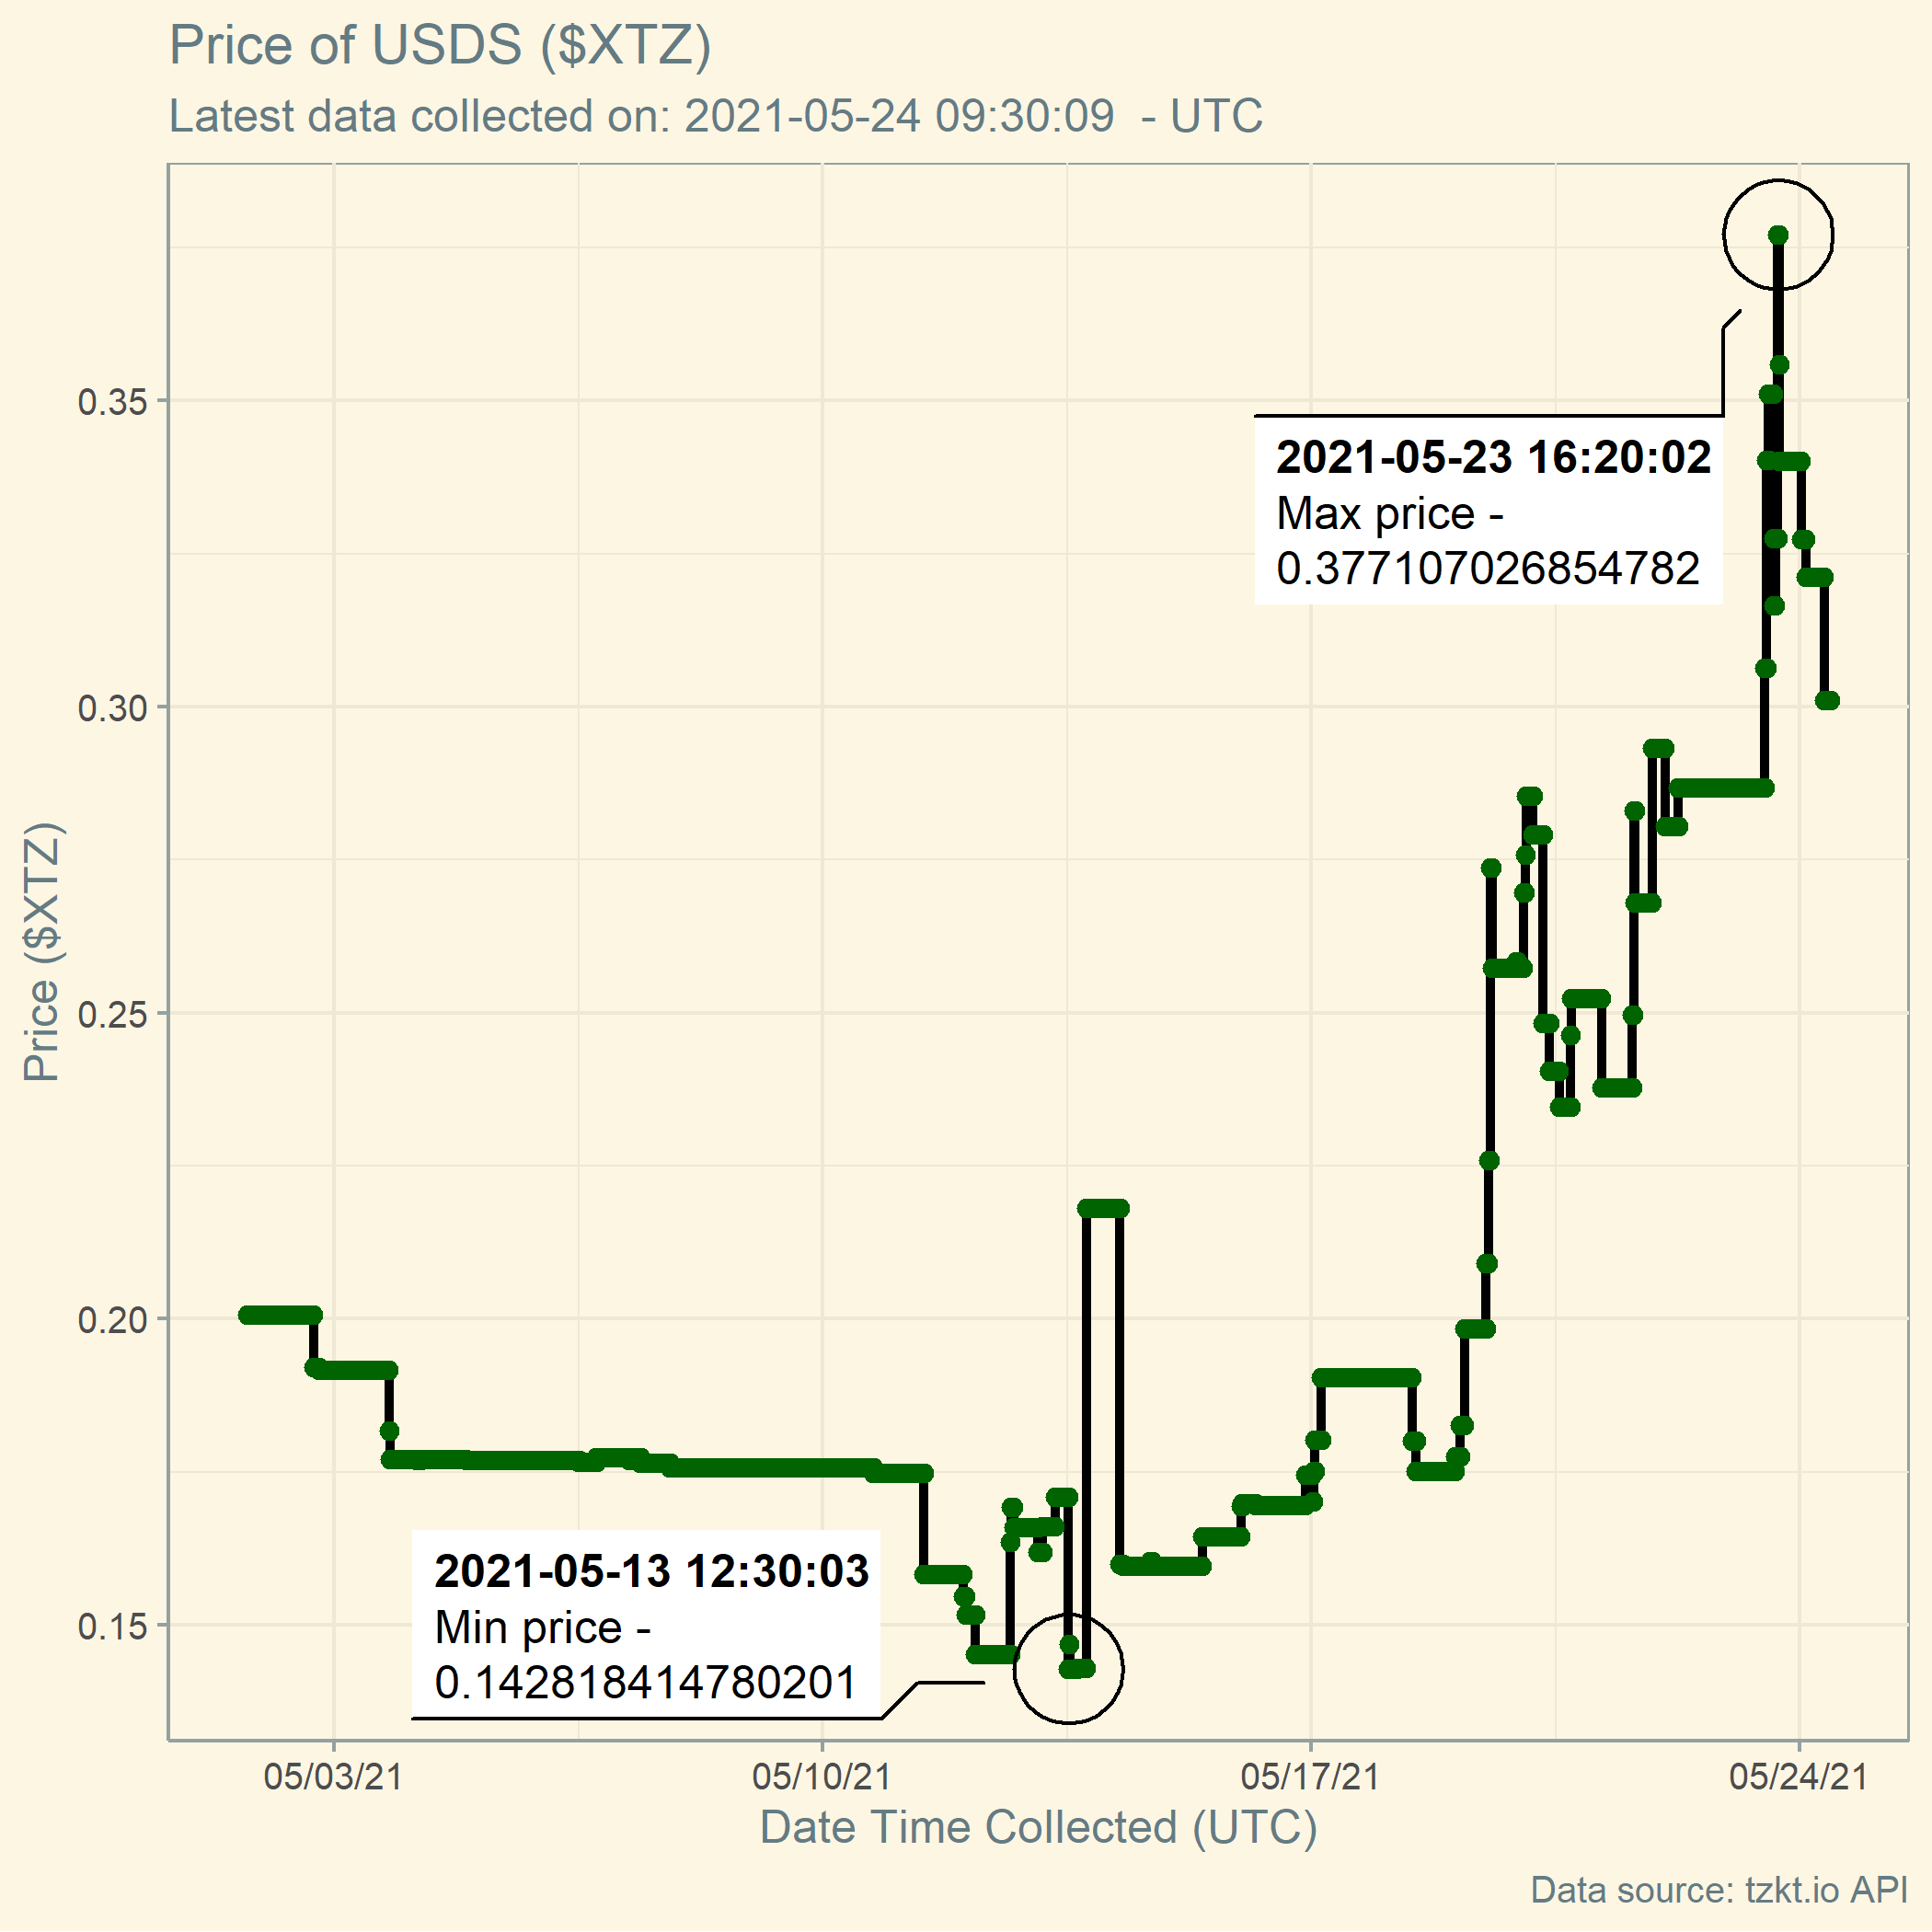 Price of USDS ($XTZ)
Latest data collected on: 2021-05-24 09:30:09  - UTC
Price ($XTZ)
0.35
0.30
0.25
0.20
0.15
2021-05-23 16:20:02
Max price -
0.377107026854782
2021-05-13 12:30:03
Min price -
0.142818414780201
05/03/21
05/10/21
05/17/21
05/24/21
Date Time Collected (UTC)
Data source: tzkt.io API